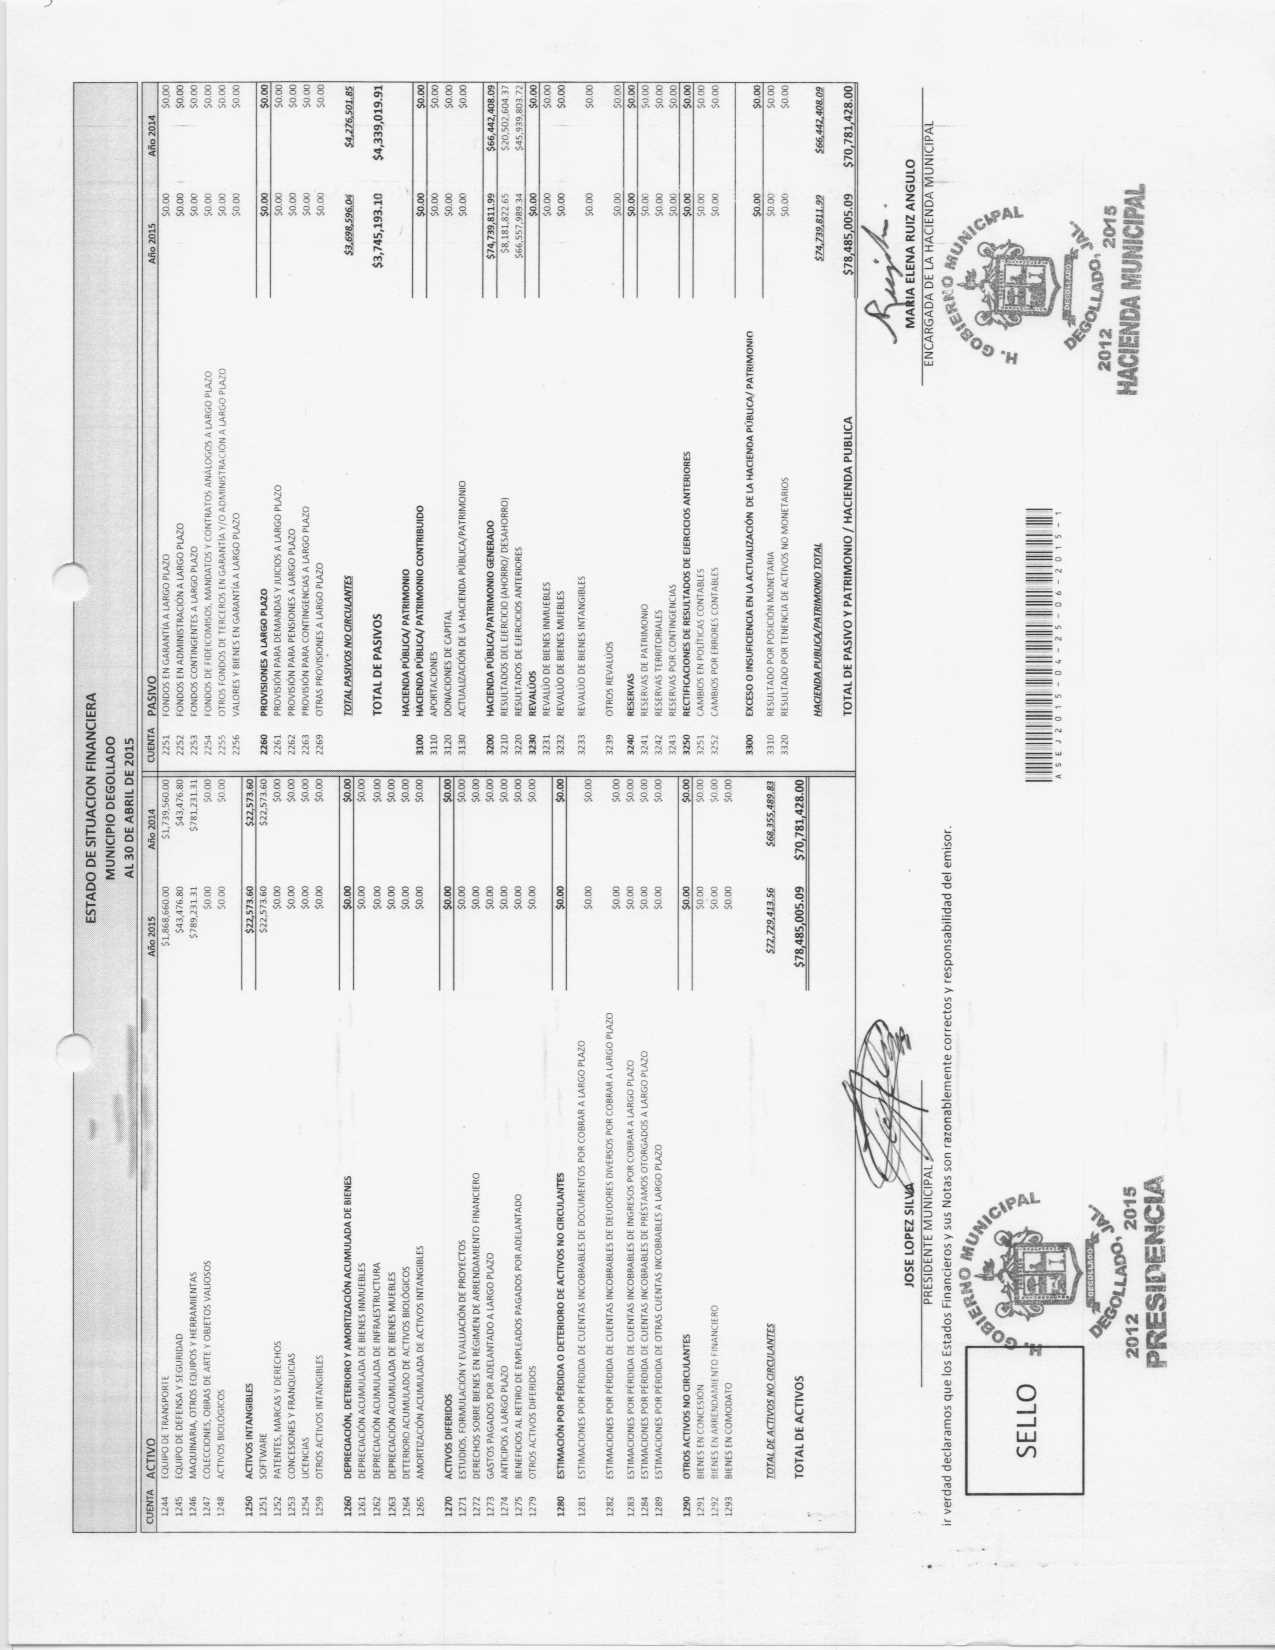 ESTADO DE SITUACION FINANCIERA
MUNICIPIO DEGOLLADO
AL 30 DE ABRIL DE 2015
CUENTA ACTIVO Año 2015 Año 2014
1244 EQUIPO DE TRANSPORTE $1,868,660.00 $1,739,560.00
1245 EQUIPO DE DEFENSA Y SEGURIDAD $43,476.80 $43,476.80
1246 MAQUINARIA, OTROS EQUIPOS Y HERRAMIENTAS $789,231.31 $781,231.31
1247 COLECCIONES, OBRAS DE ARTE Y OBJETOS VALIOSOS $0.00 $0.00
1248 ACTIVOS BIOLÓGICOS $0.00 $0.00
1250 ACTIVOS INTANGIBLES $22,573.60 $22,573.60
1251 SOFTWARE $22,573.60 $22,573.60
1252 PATENTES, MARCAS Y DERECHOS $0.00 $0.00
1253 CONCESIONES Y FRANQUICIAS $0.00 $0.00
1254 LICENCIAS $0.00 $0.00
1259 OTROS ACTIVOS INTANGIBLES $0.00 $0.00
1260 DEPRECIACIÓN, DETERIORO Y AMORTIZACIÓN ACUMULADA DE BIENES $0.00 $0.00
1261 DEPRECIACIÓN ACUMULADA DE BIENES INMUEBLES $0.00 $0.00
1262 DEPRECIACIÓN ACUMULADA DE INFRAESTRUCTURA $0.00 $0.00
1263 DEPRECIACIÓN ACUMULADA DE BIENES MUEBLES $0.00 $0.00
1264 DETERIORO ACUMULADO DE ACTIVOS BIOLÓGICOS $0.00 $0.00
1265 AMORTIZACIÓN ACUMULADA DE ACTIVOS INTANGIBLES $0.00 $0.00
1270 ACTIVOS DIFERIDOS $0.00 $0.00
1271 ESTUDIOS, FORMULACIÓN Y EVALUACIÓN DE PROYECTOS $0.00 $0.00
1272 DERECHOS SOBRE BIENES EN RÉGIMEN DE ARRENDAMIENTO FINANCIERO $0.00 $0.00
1273 GASTOS PAGADOS POR ADELANTADO A LARGO PLAZO $0.00 $0.00
1274 ANTICIPOS A LARGO PLAZO $0.00 $0.00
1275 BENEFICIOS AL RETIRO DE EMPLEADOS PAGADOS POR ADELANTADO $0.00 $0.00
1279 OTROS ACTIVOS DIFERIDOS $0.00 $0.00
1280 ESTIMACIÓN POR PÉRDIDA O DETERIORO DE ACTIVOS NO CIRCULANTES $0.00 $0.00
1281 ESTIMACIONES POR PÉRDIDA DE CUENTAS INCOBRABLES DE DOCUMENTOS POR COBRAR A LARGO PLAZO $0.00 $0.00
1282 ESTIMACIONES POR PÉRDIDA DE CUENTAS INCOBRABLES DE DEUDORES DIVERSOS POR COBRAR A LARGO PLAZO $0.00 $0.00
1283 ESTIMACIONES POR PÉRDIDA DE CUENTAS INCOBRABLES DE INGRESOS POR COBRAR A LARGO PLAZO $0.00 $0.00
1284 ESTIMACIONES POR PÉRDIDA DE CUENTAS INCOBRABLES DE PRÉSTAMOS OTORGADOS A LARGO PLAZO $0.00 $0.00
1289 ESTIMACIONES POR PÉRDIDA DE OTRAS CUENTAS INCOBRABLES A LARGO PLAZO $0.00 $0.00
1290 OTROS ACTIVOS NO CIRCULANTES $0.00 $0.00
1291 BIENES EN CONCESIÓN $0.00 $0.00
1292 BIENES EN ARRENDAMIENTO FINANCIERO $0.00 $0.00
1293 BIENES EN COMODATO $0.00 $0.00
TOTAL DE ACTIVOS NO CIRCULANTES $72,729,413.56 $68,355,489.83
TOTAL DE ACTIVOS $78,485,005.09 $70,781,428.00
CUENTA PASIVO Año 2015 Año 2014
2251 FONDOS EN GARANTÍA A LARGO PLAZO $0.00 $0.00
2252 FONDOS EN ADMINISTRACIÓN A LARGO PLAZO $0.00 $0.00
2253 FONDOS CONTINGENTES A LARGO PLAZO $0.00 $0.00
2254 FONDOS DE FIDEICOMISOS, MANDATOS Y CONTRATOS ANÁLOGOS A LARGO PLAZO $0.00 $0.00
2255 OTROS FONDOS DE TERCEROS EN GARANTÍA Y/O ADMINISTRACIÓN A LARGO PLAZO $0.00 $0.00
2256 VALORES Y BIENES EN GARANTÍA A LARGO PLAZO $0.00 $0.00
2260 PROVISIONES A LARGO PLAZO $0.00 $0.00
2261 PROVISIÓN PARA DEMANDAS Y JUICIOS A LARGO PLAZO $0.00 $0.00
2262 PROVISIÓN PARA PENSIONES A LARGO PLAZO $0.00 $0.00
2263 PROVISIÓN PARA CONTINGENCIAS A LARGO PLAZO $0.00 $0.00
2269 OTRAS PROVISIONES A LARGO PLAZO $0.00 $0.00
TOTAL PASIVOS NO CIRCULANTES $3,698,596.04 $4,276,501.85
TOTAL DE PASIVOS $3,745,193.10 $4,339,019.91
HACIENDA PÚBLICA/ PATRIMONIO
3100 HACIENDA PÚBLICA/ PATRIMONIO CONTRIBUIDO $0.00 $0.00
3110 APORTACIONES $0.00 $0.00
3120 DONACIONES DE CAPITAL $0.00 $0.00
3130 ACTUALIZACIÓN DE LA HACIENDA PÚBLICA/PATRIMONIO $0.00 $0.00
3200 HACIENDA PÚBLICA/PATRIMONIO GENERADO $74,739,811.99 $66,442,408.09
3210 RESULTADOS DEL EJERCICIO (AHORRO/ DESAHORRO) $8,181,822.65 $20,502,604.37
3220 RESULTADOS DE EJERCICIOS ANTERIORES $66,557,989.34 $45,939,803.72
3230 REVALÚOS $0.00 $0.00
3231 REVALÚO DE BIENES INMUEBLES $0.00 $0.00
3232 REVALÚO DE BIENES MUEBLES $0.00 $0.00
3233 REVALÚO DE BIENES INTANGIBLES $0.00 $0.00
3239 OTROS REVALÚOS $0.00 $0.00
3240 RESERVAS $0.00 $0.00
3241 RESERVAS DE PATRIMONIO $0.00 $0.00
3242 RESERVAS TERRITORIALES $0.00 $0.00
3243 RESERVAS POR CONTINGENCIAS $0.00 $0.00
3250 RECTIFICACIONES DE RESULTADOS DE EJERCICIOS ANTERIORES $0.00 $0.00
3251 CAMBIOS EN POLÍTICAS CONTABLES $0.00 $0.00
3252 CAMBIOS POR ERRORES CONTABLES $0.00 $0.00
3300 EXCESO O INSUFICIENCIA EN LA ACTUALIZACIÓN DE LA HACIENDA PÚBLICA/ PATRIMONIO $0.00 $0.00
3310 RESULTADO POR POSICIÓN MONETARIA $0.00 $0.00
3320 RESULTADO POR TENENCIA DE ACTIVOS NO MONETARIOS $0.00 $0.00
HACIENDA PUBLICA/PATRIMONIO TOTAL $74,739,811.99 $66,442,408.09
TOTAL DE PASIVO Y PATRIMONIO / HACIENDA PUBLICA $78,485,005.09 $70,781,428.00
JOSE LOPEZ SILVA
PRESIDENTE MUNICIPAL
MARIA ELENA RUIZ ANGULO
ENCARGADA DE LA HACIENDA MUNICIPAL
ir verdad declaramos que los Estados Financieros y sus Notas son razonablemente correctos y responsabilidad del emisor.
SELLO
H. GOBIERNO MUNICIPAL
DEGOLLADO
DEGOLLADO, JAL.
2012 2015
PRESIDENCIA
ASEJ2015-04-25-06-2015-1
H. GOBIERNO MUNICIPAL
DEGOLLADO
DEGOLLADO, JAL.
2012 2015
HACIENDA MUNICIPAL